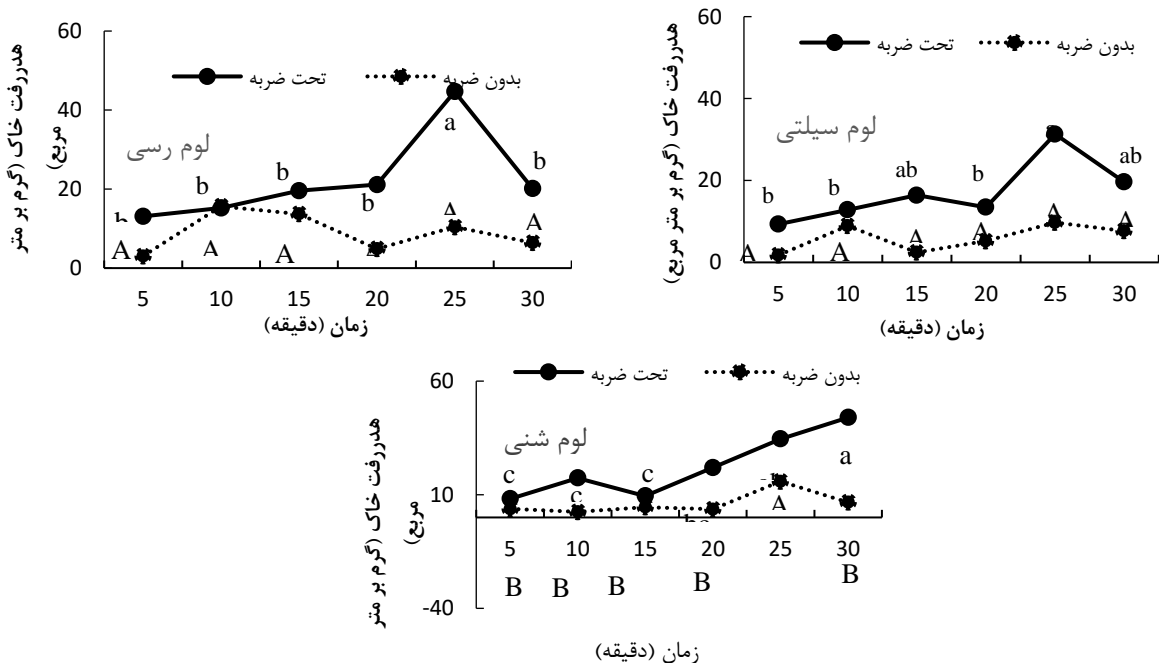 هدررفت خاک (گرم بر متر
مربع)
60
40
20
0
تحت ضربه
بدون ضربه
لوم رسی
a
b
b
b
b
A
A
A
A
5 10 15 20 25 30
زمان (دقیقه)
هدررفت خاک (گرم بر متر مربع)
60
40
20
0
تحت ضربه
بدون ضربه
لوم سیلتی
b
b
ab
b
ab
A
A
A
A
A
A
5 10 15 20 25 30
زمان (دقیقه)
هدررفت خاک (گرم بر متر
مربع)
60
10
-40
تحت ضربه
بدون ضربه
لوم شنی
c
c
c
a
A
5 10 15 20 25 30
B B B B B
زمان (دقیقه)